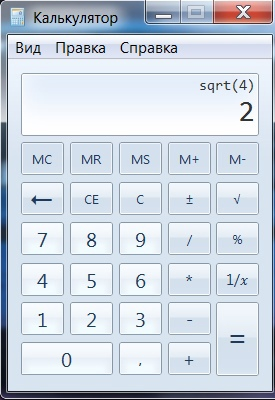 Калькулятор
Вид Правка Справка
sqrt(4)
2
MC MR MS M+ M-
← CE C ± √
7 8 9 / %
4 5 6 * 1/x
1 2 3 - =
0 , +